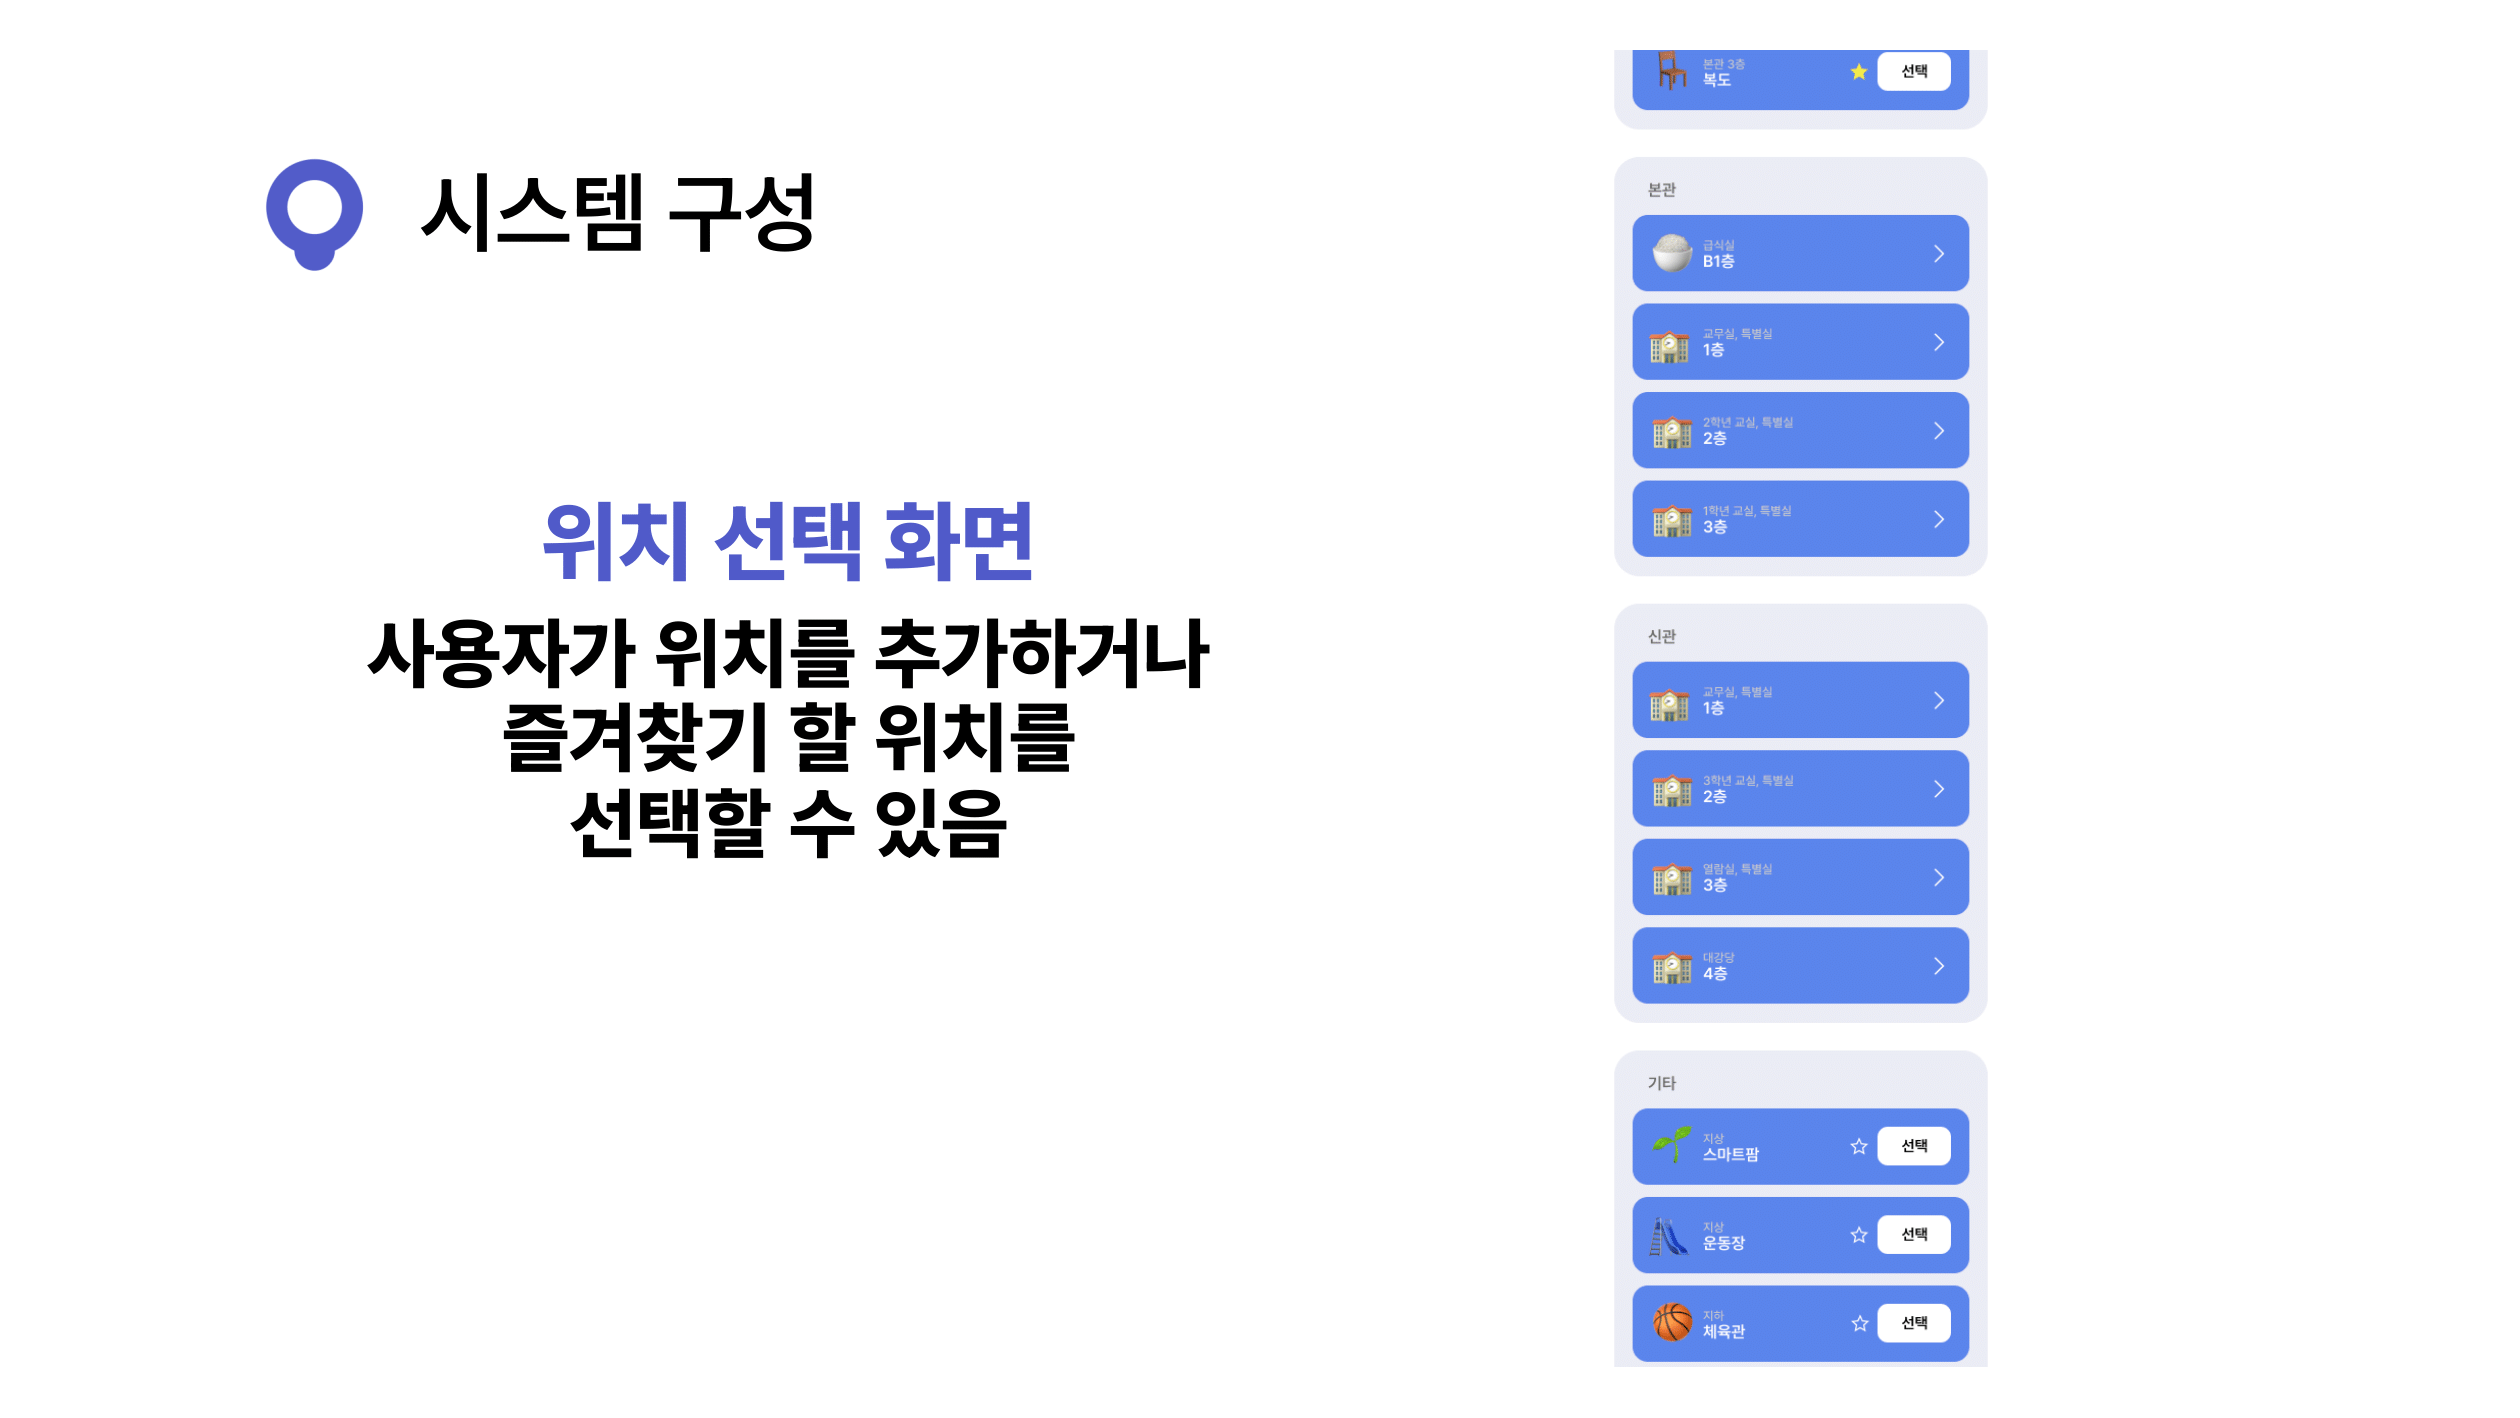 시스템 구성
위치 선택 화면
사용자가 위치를 추가하거나
즐겨찾기 할 위치를
선택할 수 있음
본관 3층
복도
선택
본관
급식실
B1층
교무실, 특별실
1층
2학년 교실, 특별실
2층
1학년 교실, 특별실
3층
신관
교무실, 특별실
1층
3학년 교실, 특별실
2층
열람실, 특별실
3층
대강당
4층
기타
지상
스마트팜
선택
지상
운동장
선택
지하
체육관
선택